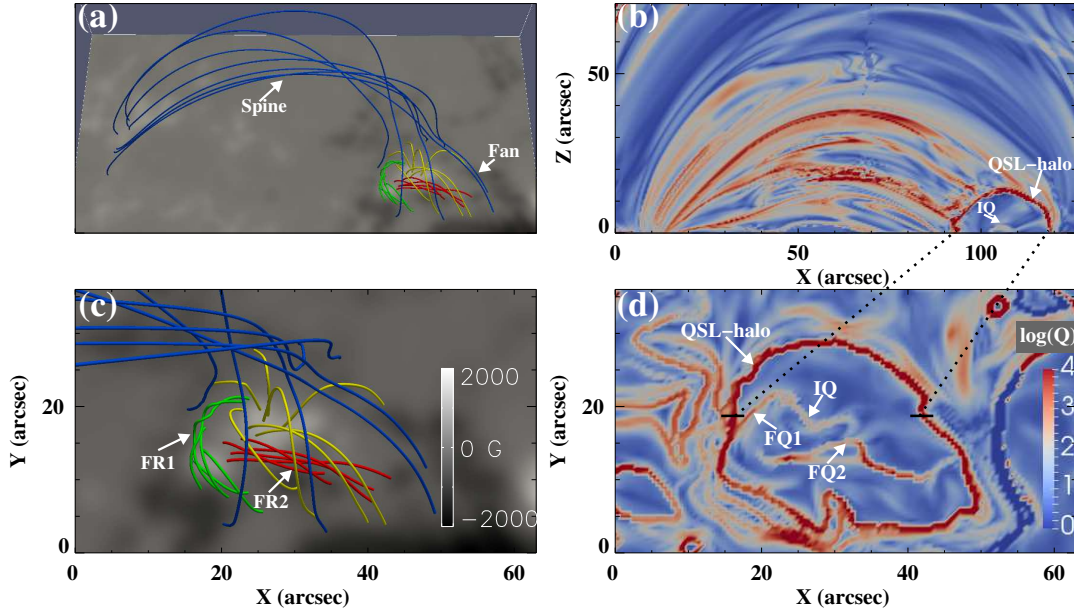 (a)
Spine
Fan
(b)
Z (arcsec)
50
0
QSL−halo
IQ
0 50 100
X (arcsec)
(c)
Y (arcsec)
20
0
FR1
FR2
2000
0 G
−2000
0 20 40 60
X (arcsec)
(d)
Y (arcsec)
20
0
QSL−halo
IQ
FQ1
FQ2
log(Q)
4
3
2
1
0
0 20 40 60
X (arcsec)